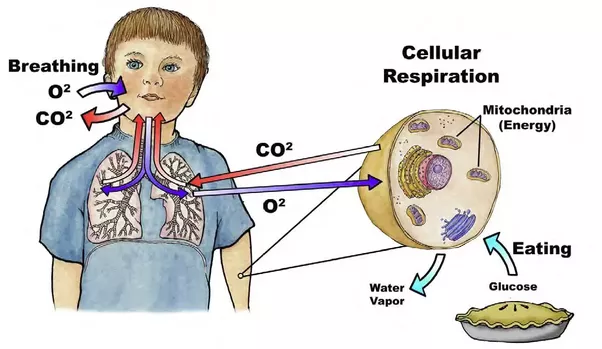 Breathing
O²
CO²
Cellular
Respiration
Mitochondria
(Energy)
CO²
O²
Eating
Water
Vapor
Glucose